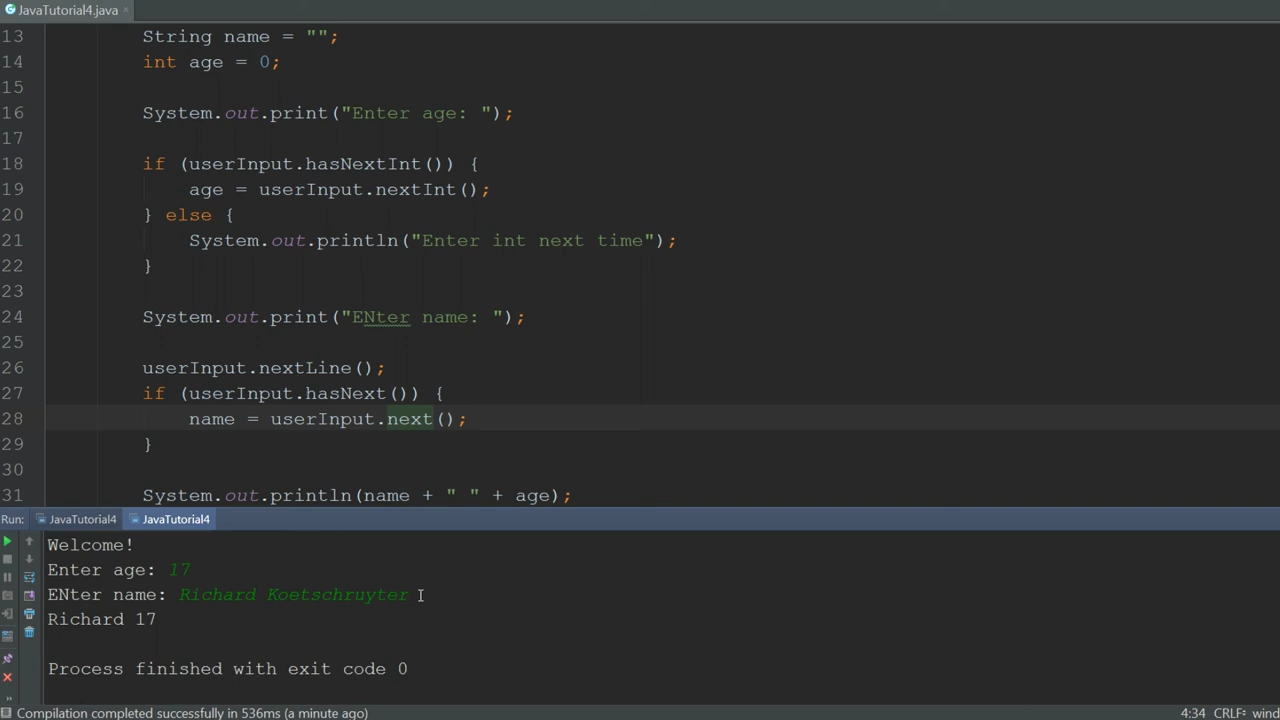 JavaTutorial4.java ×
13 String name = "";
14 int age = 0;
15
16 System.out.print("Enter age: ");
17
18 if (userInput.hasNextInt()) {
19 age = userInput.nextInt();
20 } else {
21 System.out.println("Enter int next time");
22 }
23
24 System.out.print("ENter name: ");
25
26 userInput.nextLine();
27 if (userInput.hasNext()) {
28 name = userInput.next();
29 }
30
31 System.out.println(name + " " + age);
Run: JavaTutorial4 JavaTutorial4
Welcome!
Enter age: 17
ENter name: Richard Koetschruyter
Richard 17
Process finished with exit code 0
Compilation completed successfully in 536ms (a minute ago) 4:34 CRLF÷ wind